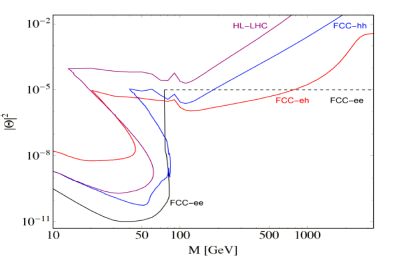 10⁻²
HL-LHC
FCC-hh
10⁻⁵
FCC-eh
FCC-ee
|Θ|²
10⁻⁸
FCC-ee
10⁻¹¹
10
50
100
500
1000
M [GeV]